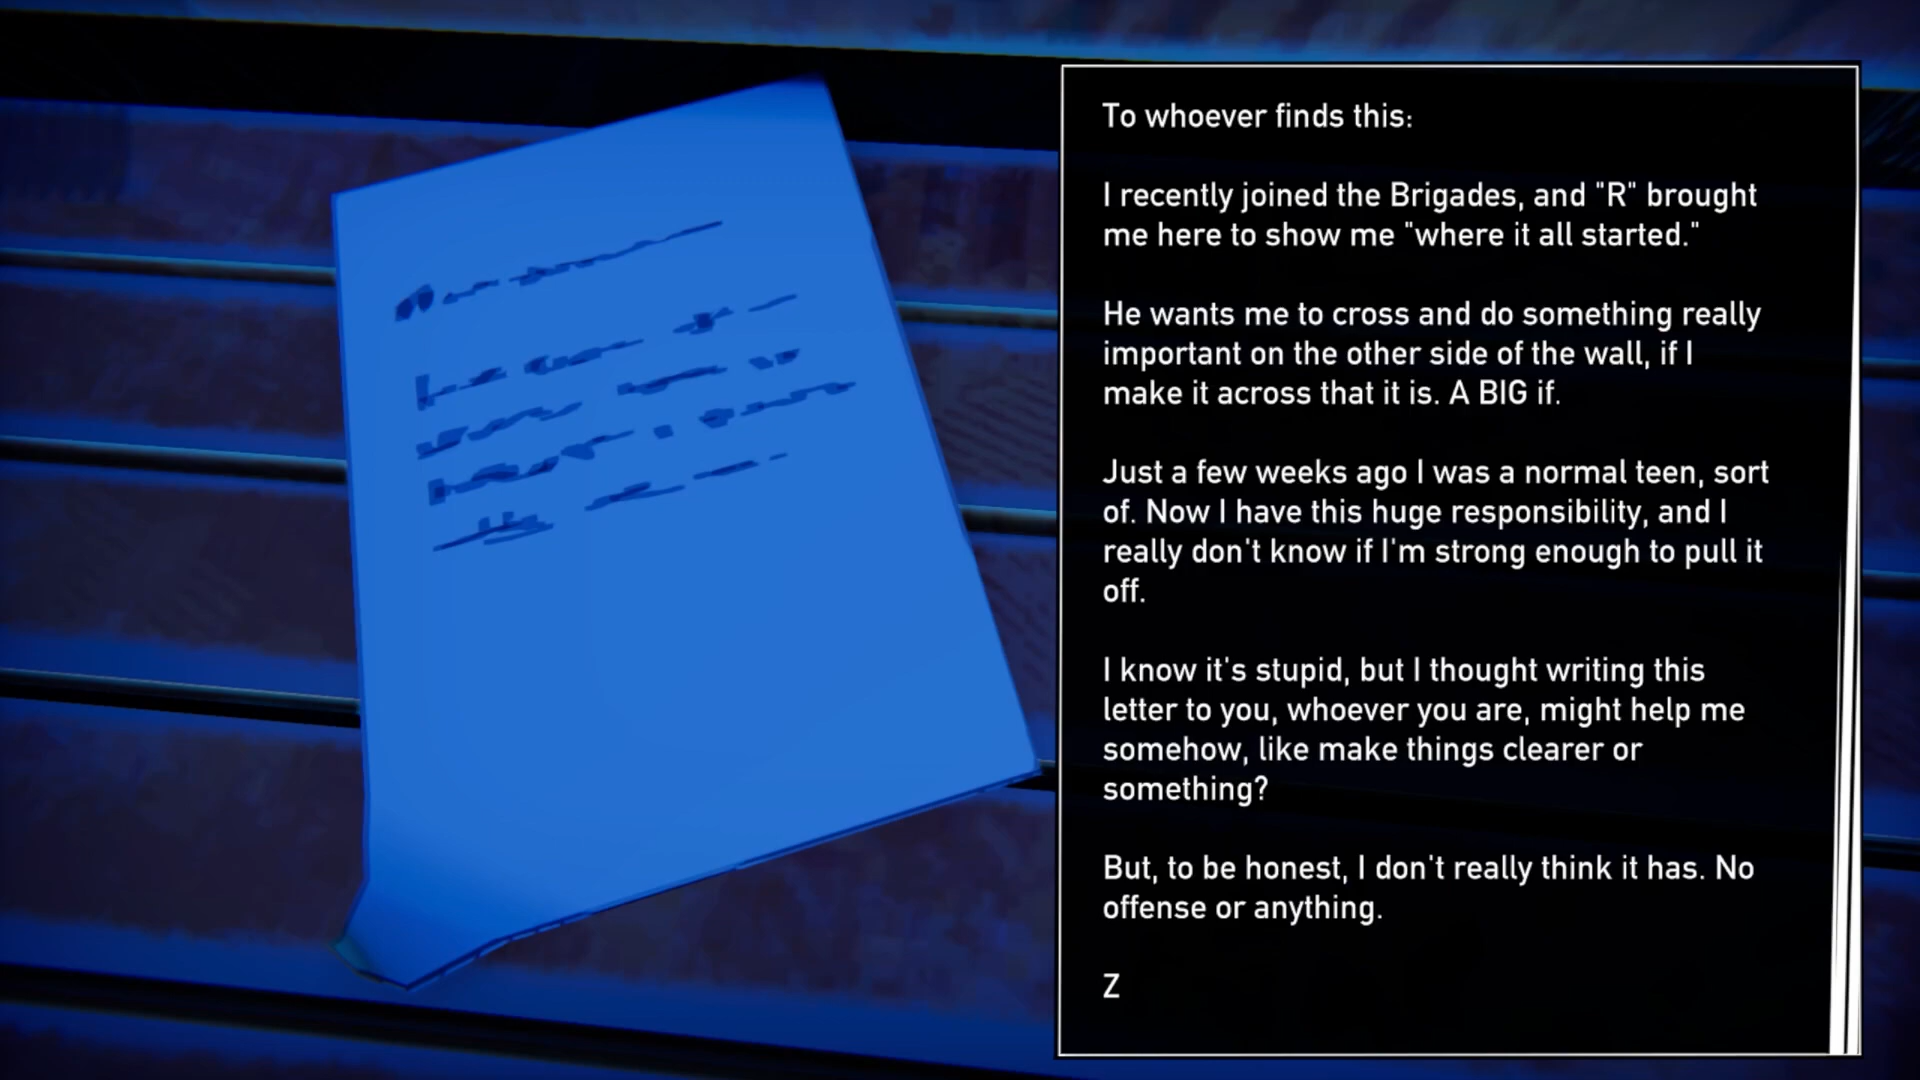 To whoever finds this:
I recently joined the Brigades, and "R" brought
me here to show me "where it all started."
He wants me to cross and do something really
important on the other side of the wall, if I
make it across that it is. A BIG if.
Just a few weeks ago I was a normal teen, sort
of. Now I have this huge responsibility, and I
really don't know if I'm strong enough to pull it
off.
I know it's stupid, but I thought writing this
letter to you, whoever you are, might help me
somehow, like make things clearer or
something?
But, to be honest, I don't really think it has. No
offense or anything.
Z